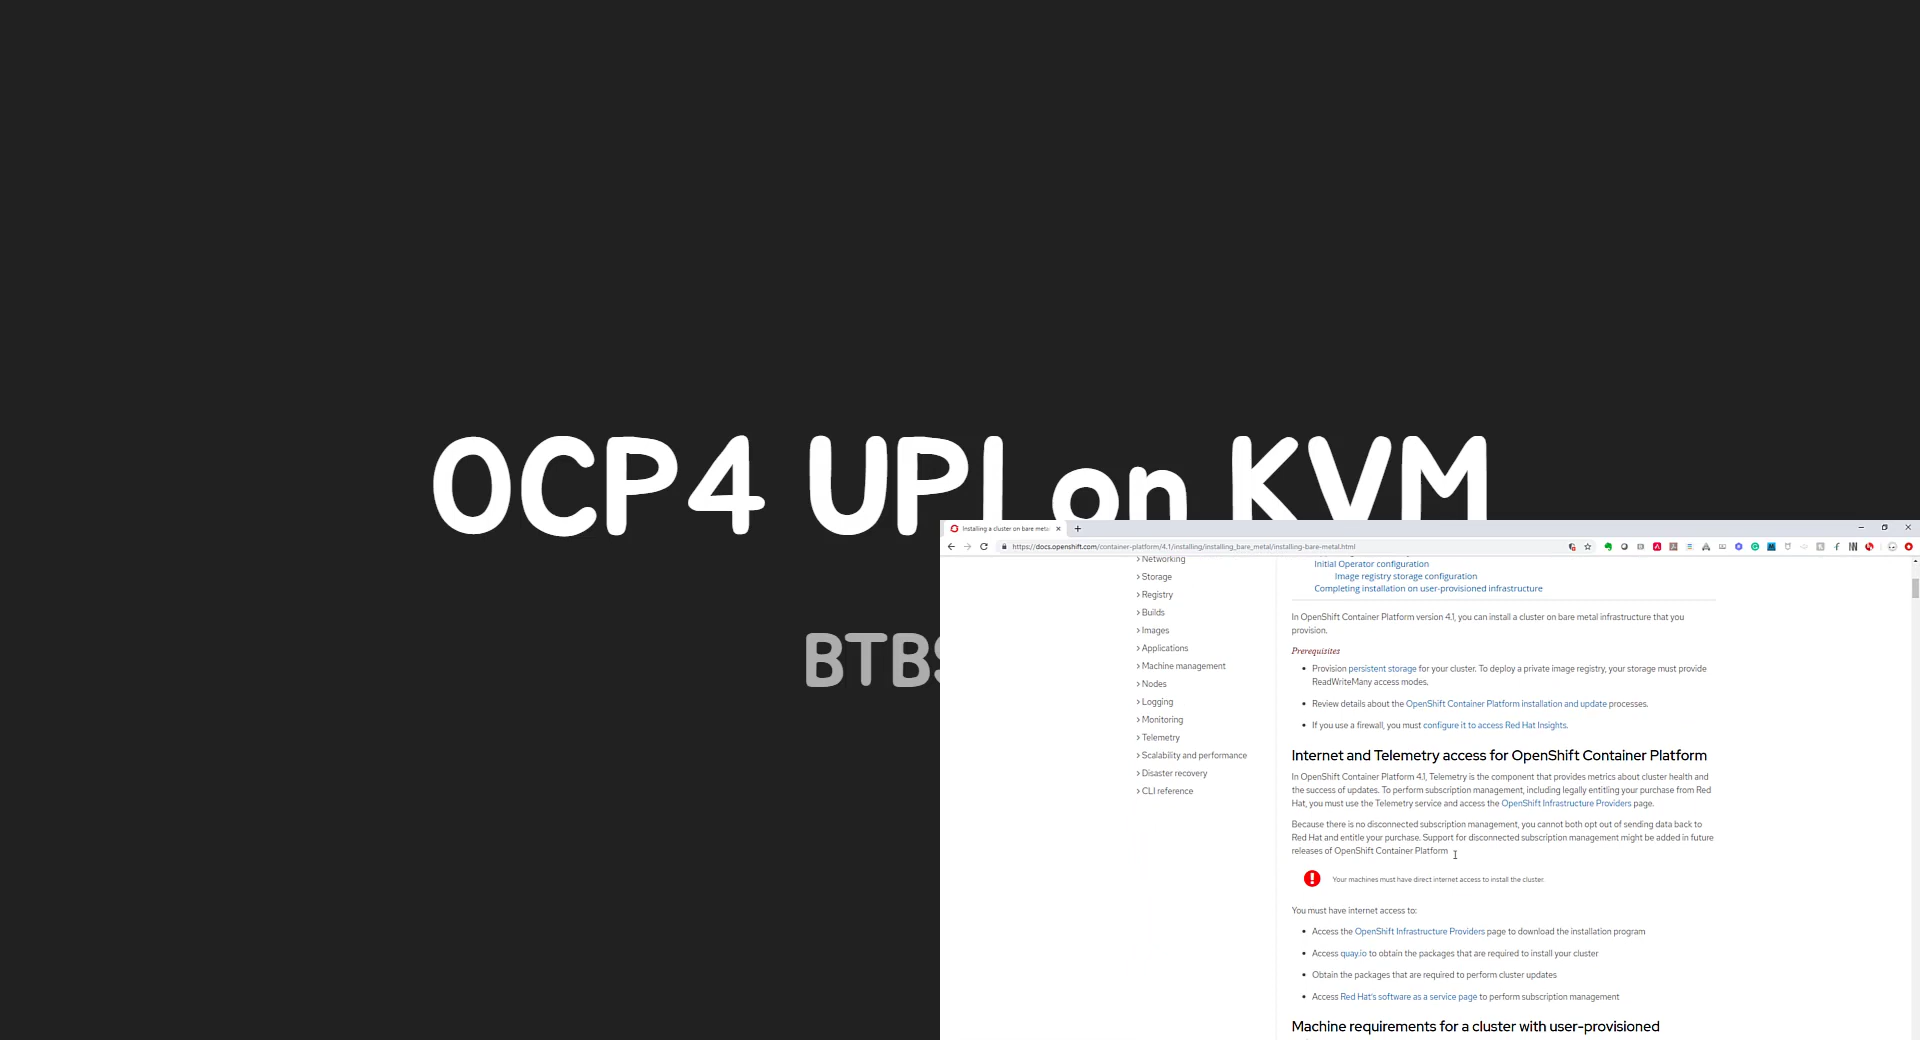 OCP4 UPI on KVM
BTBS
Installing a cluster on bare meta
https://docs.openshift.com/container-platform/4.1/installing/installing_bare_metal/installing-bare-metal.html
Networking
Storage
Registry
Builds
Images
Applications
Machine management
Nodes
Logging
Monitoring
Telemetry
Scalability and performance
Disaster recovery
CLI reference
Initial Operator configuration
Image registry storage configuration
Completing installation on user-provisioned infrastructure
In OpenShift Container Platform version 4.1, you can install a cluster on bare metal infrastructure that you
provision.
Prerequisites
• Provision persistent storage for your cluster. To deploy a private image registry, your storage must provide
ReadWriteMany access modes.
• Review details about the OpenShift Container Platform installation and update processes.
• If you use a firewall, you must configure it to access Red Hat Insights.
Internet and Telemetry access for OpenShift Container Platform
In OpenShift Container Platform 4.1, Telemetry is the component that provides metrics about cluster health and
the success of updates. To perform subscription management, including legally entitling your purchase from Red
Hat, you must use the Telemetry service and access the OpenShift Infrastructure Providers page.
Because there is no disconnected subscription management, you cannot both opt out of sending data back to
Red Hat and entitle your purchase. Support for disconnected subscription management might be added in future
releases of OpenShift Container Platform
Your machines must have direct internet access to install the cluster.
You must have internet access to:
• Access the OpenShift Infrastructure Providers page to download the installation program
• Access quay.io to obtain the packages that are required to install your cluster
• Obtain the packages that are required to perform cluster updates
• Access Red Hat's software as a service page to perform subscription management
Machine requirements for a cluster with user-provisioned